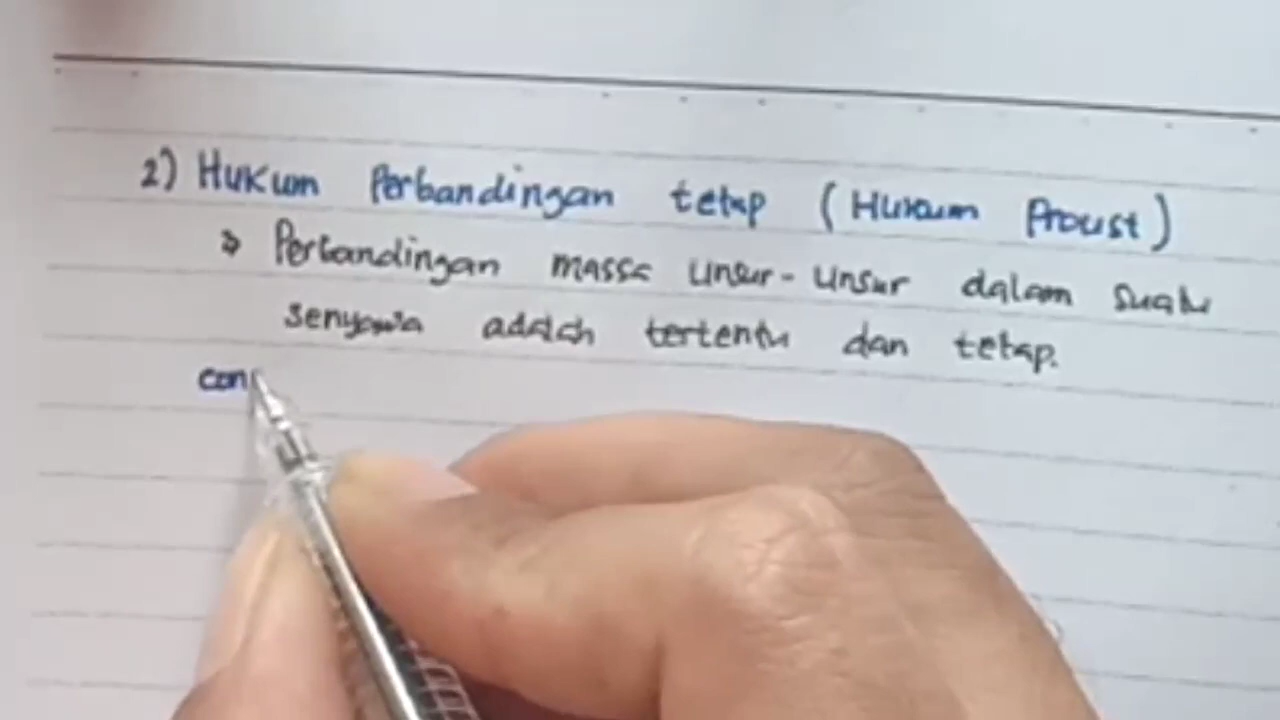 2) Hukum Perbandingan tetap (Hukum Proust)
→ Perbandingan massa unsur-unsur dalam suatu
senyawa adalah tertentu dan tetap.
con